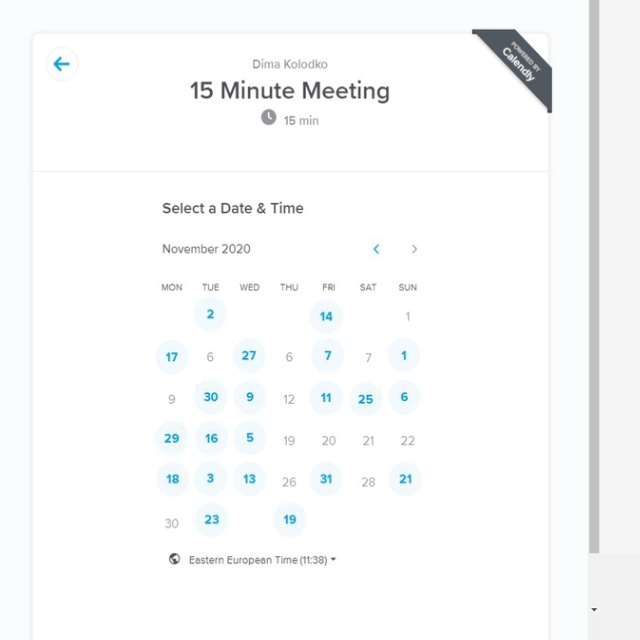 POWERED BY
Calendly
Dima Kolodko
15 Minute Meeting
15 min
Select a Date & Time
November 2020
MON TUE WED THU FRI SAT SUN
2 14 1
17 6 27 6 7 7 1
9 30 9 12 11 25 6
29 16 5 19 20 21 22
18 3 13 26 31 28 21
30 23 19
Eastern European Time (11:38)